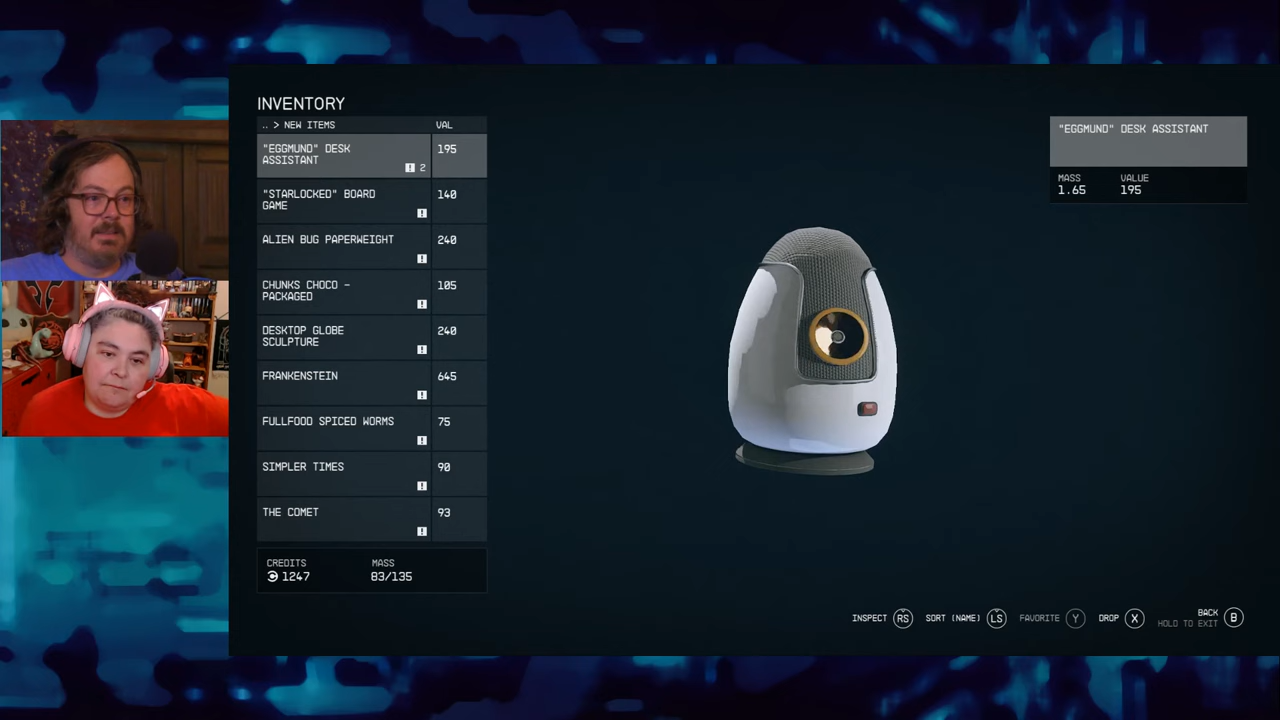 INVENTORY
.. > NEW ITEMS VAL
"EGGMUND" DESK
ASSISTANT
2
195
"STARLOCKED" BOARD
GAME
140
ALIEN BUG PAPERWEIGHT
240
CHUNKS CHOCO -
PACKAGED
105
DESKTOP GLOBE
SCULPTURE
240
FRANKENSTEIN
645
FULLFOOD SPICED WORMS
75
SIMPLER TIMES
90
THE COMET
93
CREDITS MASS
1247 83/135
"EGGMUND" DESK ASSISTANT
MASS VALUE
1.65 195
INSPECT RS SORT (NAME) LS FAVORITE Y DROP X BACK B
HOLD TO EXIT